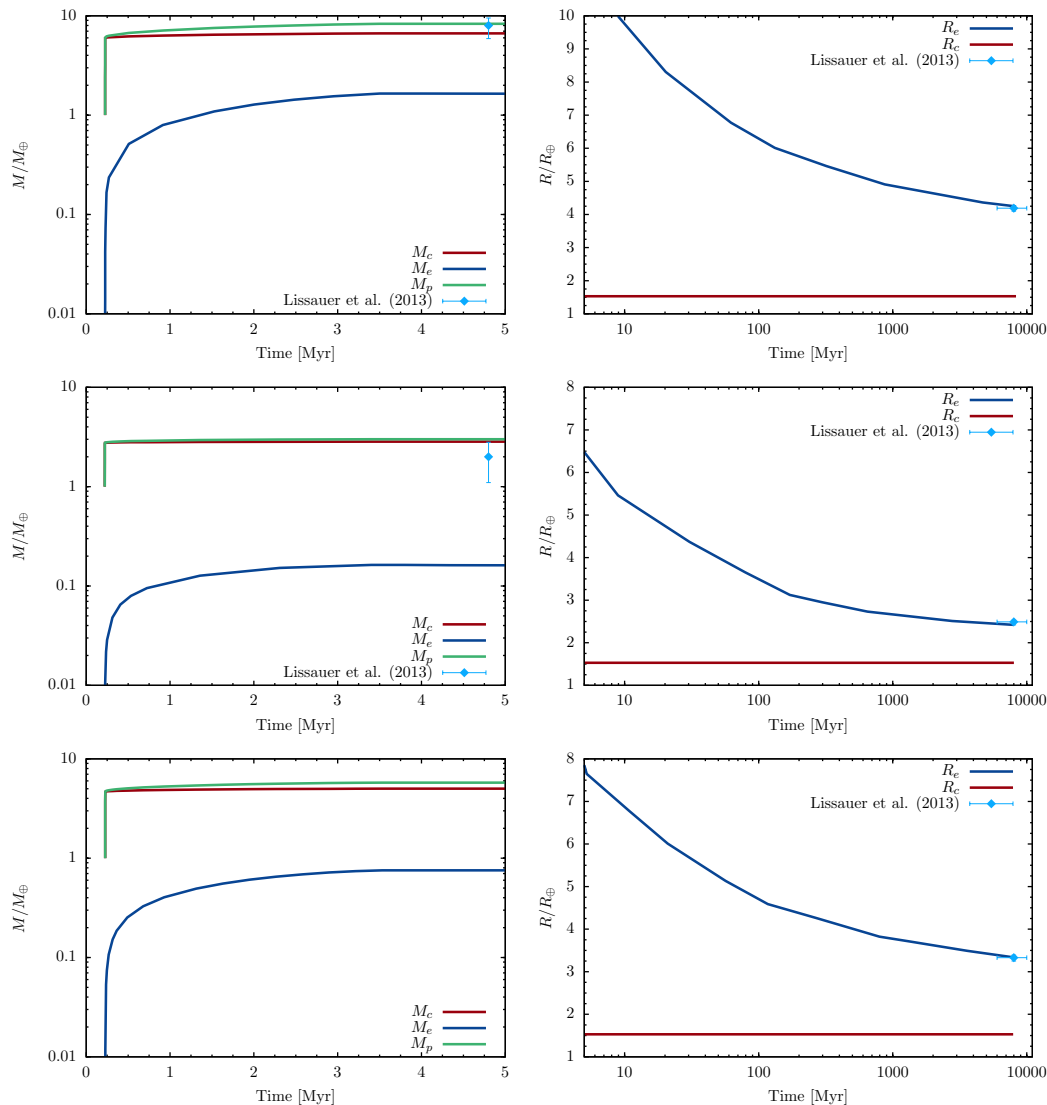 10
1
0.1
0.01
M/M⊕
0 1 2 3 4 5
Time [Myr]
M_c
M_e
M_p
Lissauer et al. (2013)
10
9
8
7
6
5
4
3
2
1
R/R⊕
10 100 1000 10000
Time [Myr]
R_e
R_c
Lissauer et al. (2013)
10
1
0.1
0.01
M/M⊕
0 1 2 3 4 5
Time [Myr]
M_c
M_e
M_p
Lissauer et al. (2013)
8
7
6
5
4
3
2
1
R/R⊕
10 100 1000 10000
Time [Myr]
R_e
R_c
Lissauer et al. (2013)
10
1
0.1
0.01
M/M⊕
0 1 2 3 4 5
Time [Myr]
M_c
M_e
M_p
8
7
6
5
4
3
2
1
R/R⊕
10 100 1000 10000
Time [Myr]
R_e
R_c
Lissauer et al. (2013)